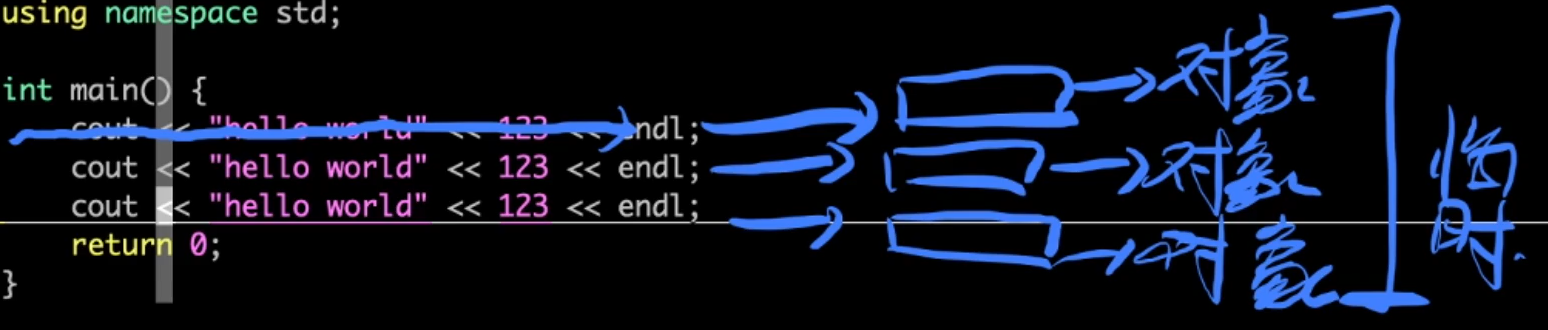 using namespace std;
int main() {
cout << "hello world" << 123 << endl; 对象
cout << "hello world" << 123 << endl; 对象
cout << "hello world" << 123 << endl; 对象
return 0;
}
临时